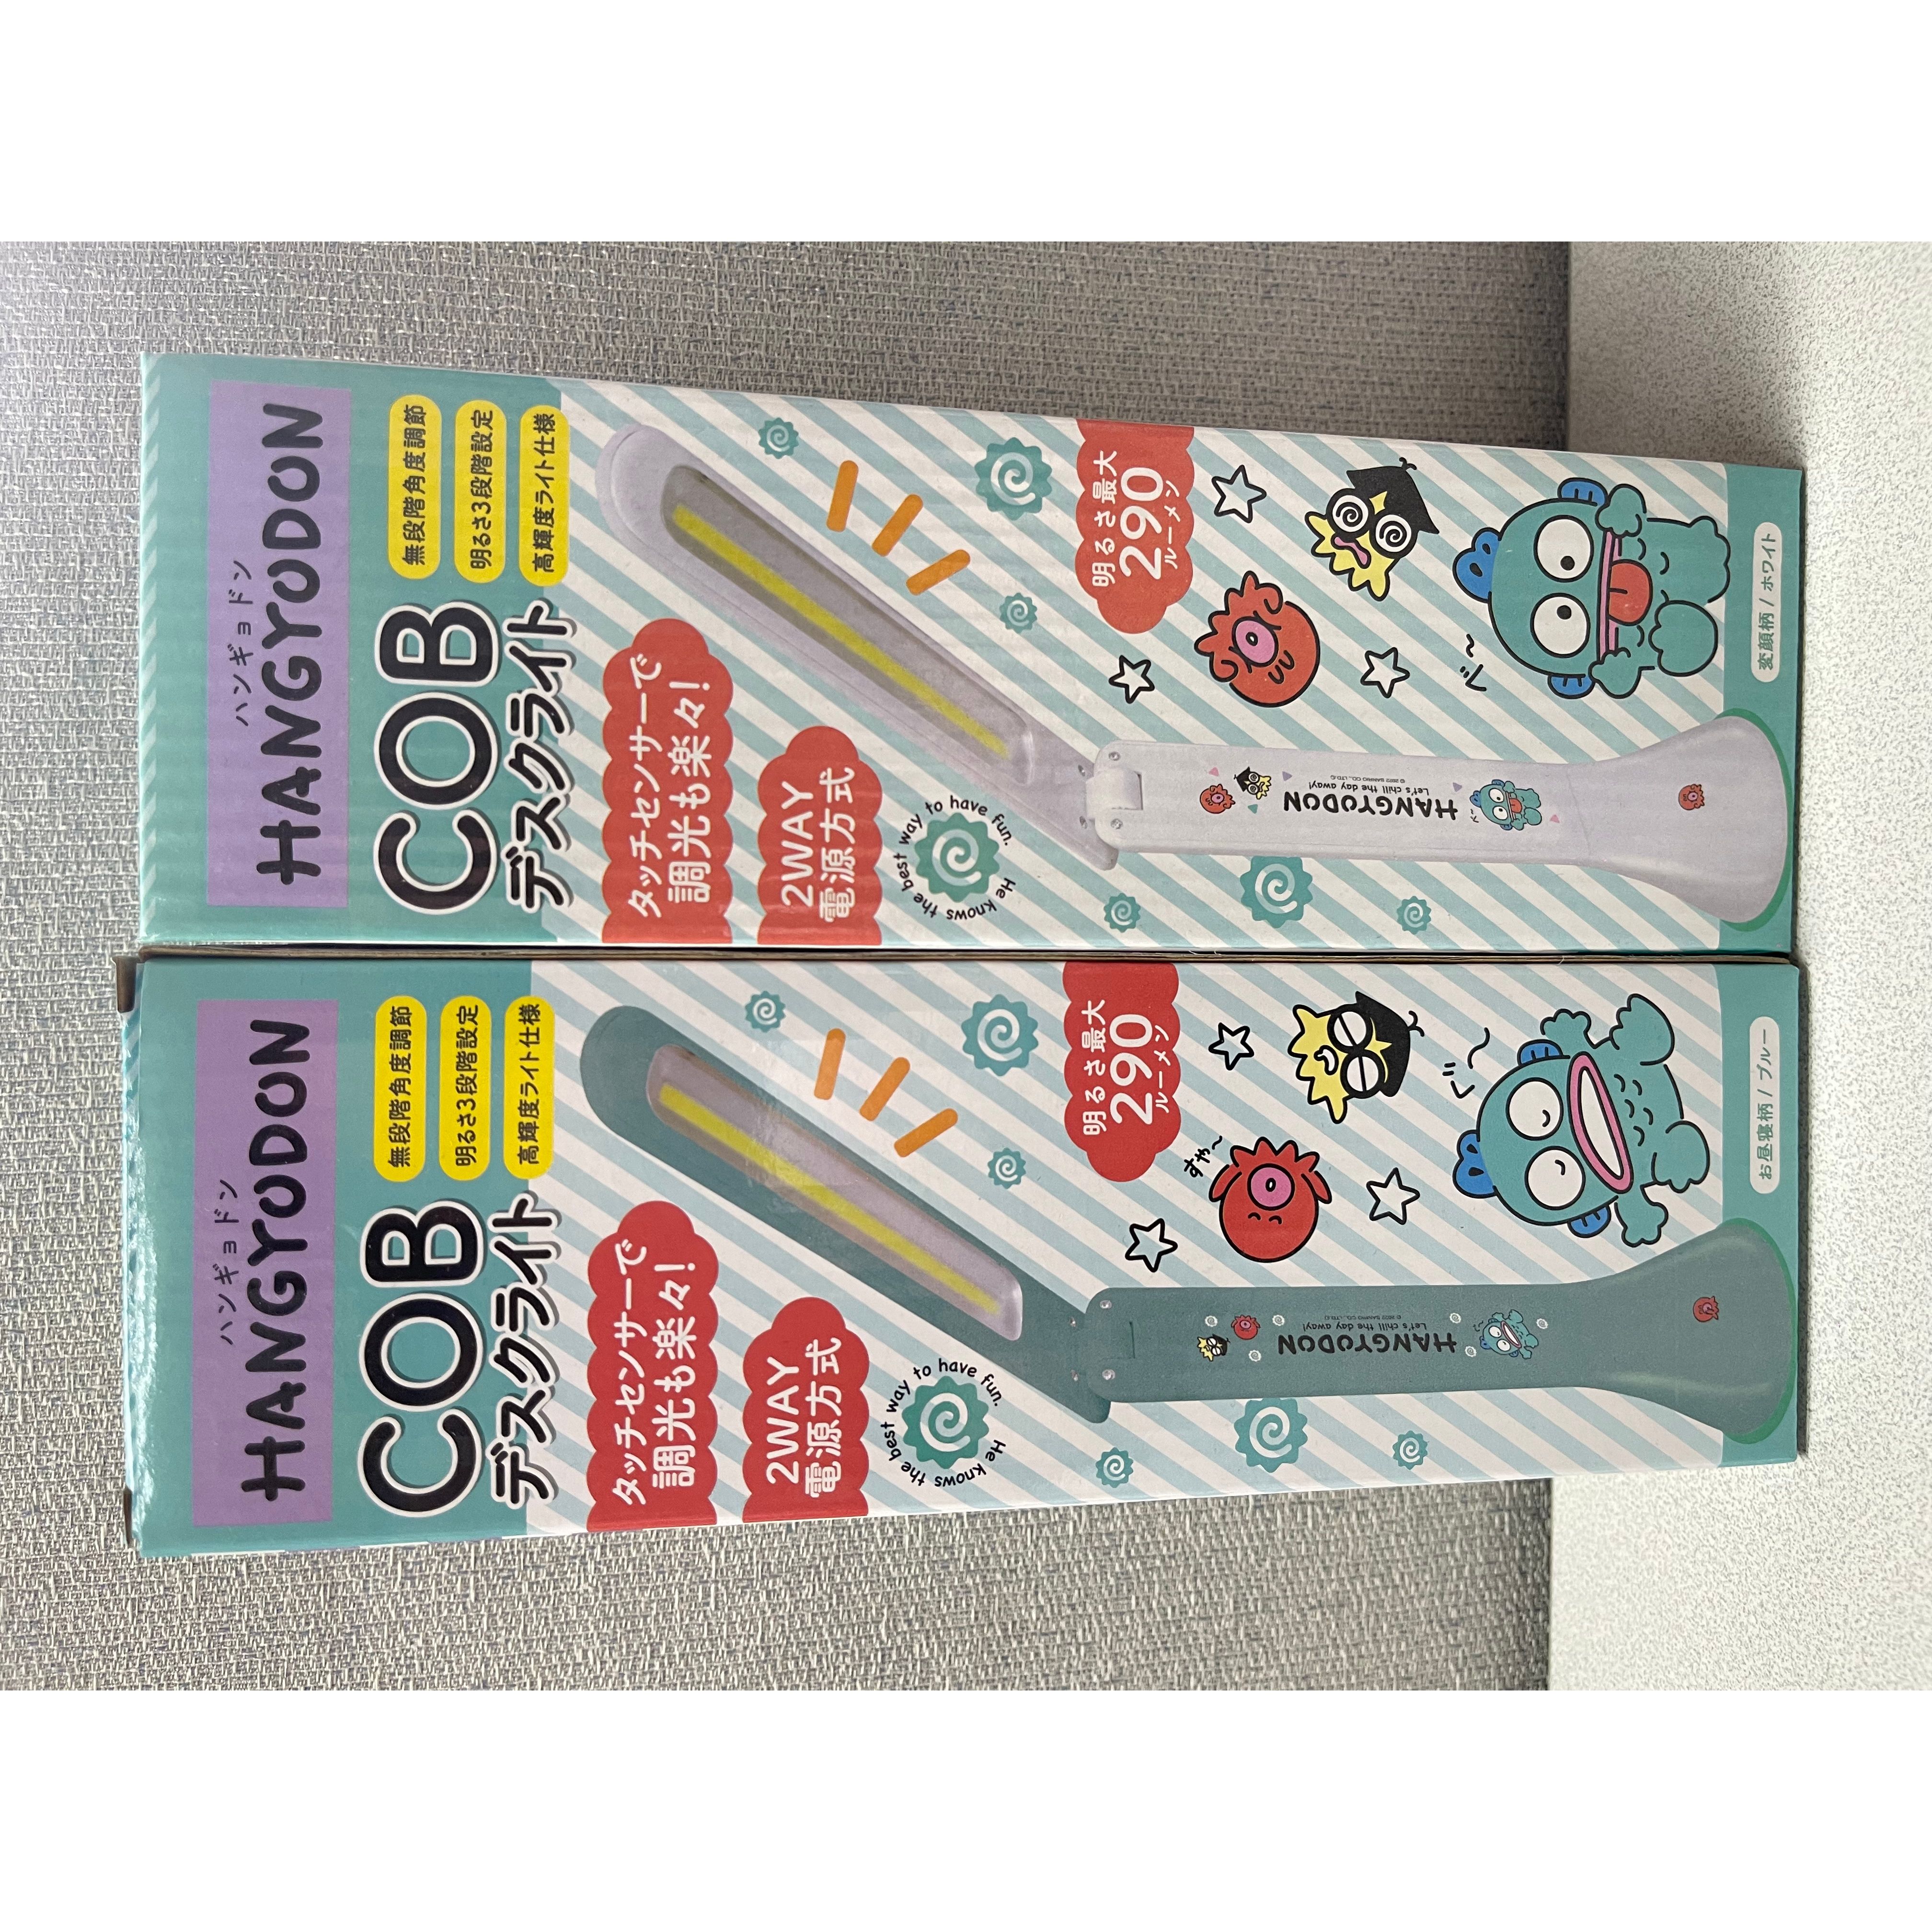 ハンギョドン
HANGYODON
COB
デスクライト
無段階角度調節
明るさ3段階設定
高輝度ライト仕様
タッチセンサーで
調光も楽々!
2WAY
電源方式
He knows the best way to have fun.
明るさ最大
290
ルーメン
べ〜
HANGYODON
Let's chill the day away!
変顔柄 / ホワイト
ハンギョドン
HANGYODON
COB
デスクライト
無段階角度調節
明るさ3段階設定
高輝度ライト仕様
タッチセンサーで
調光も楽々!
2WAY
電源方式
He knows the best way to have fun.
明るさ最大
290
ルーメン
すや〜
ぐ〜
HANGYODON
Let's chill the day away!
お昼寝柄 / ブルー